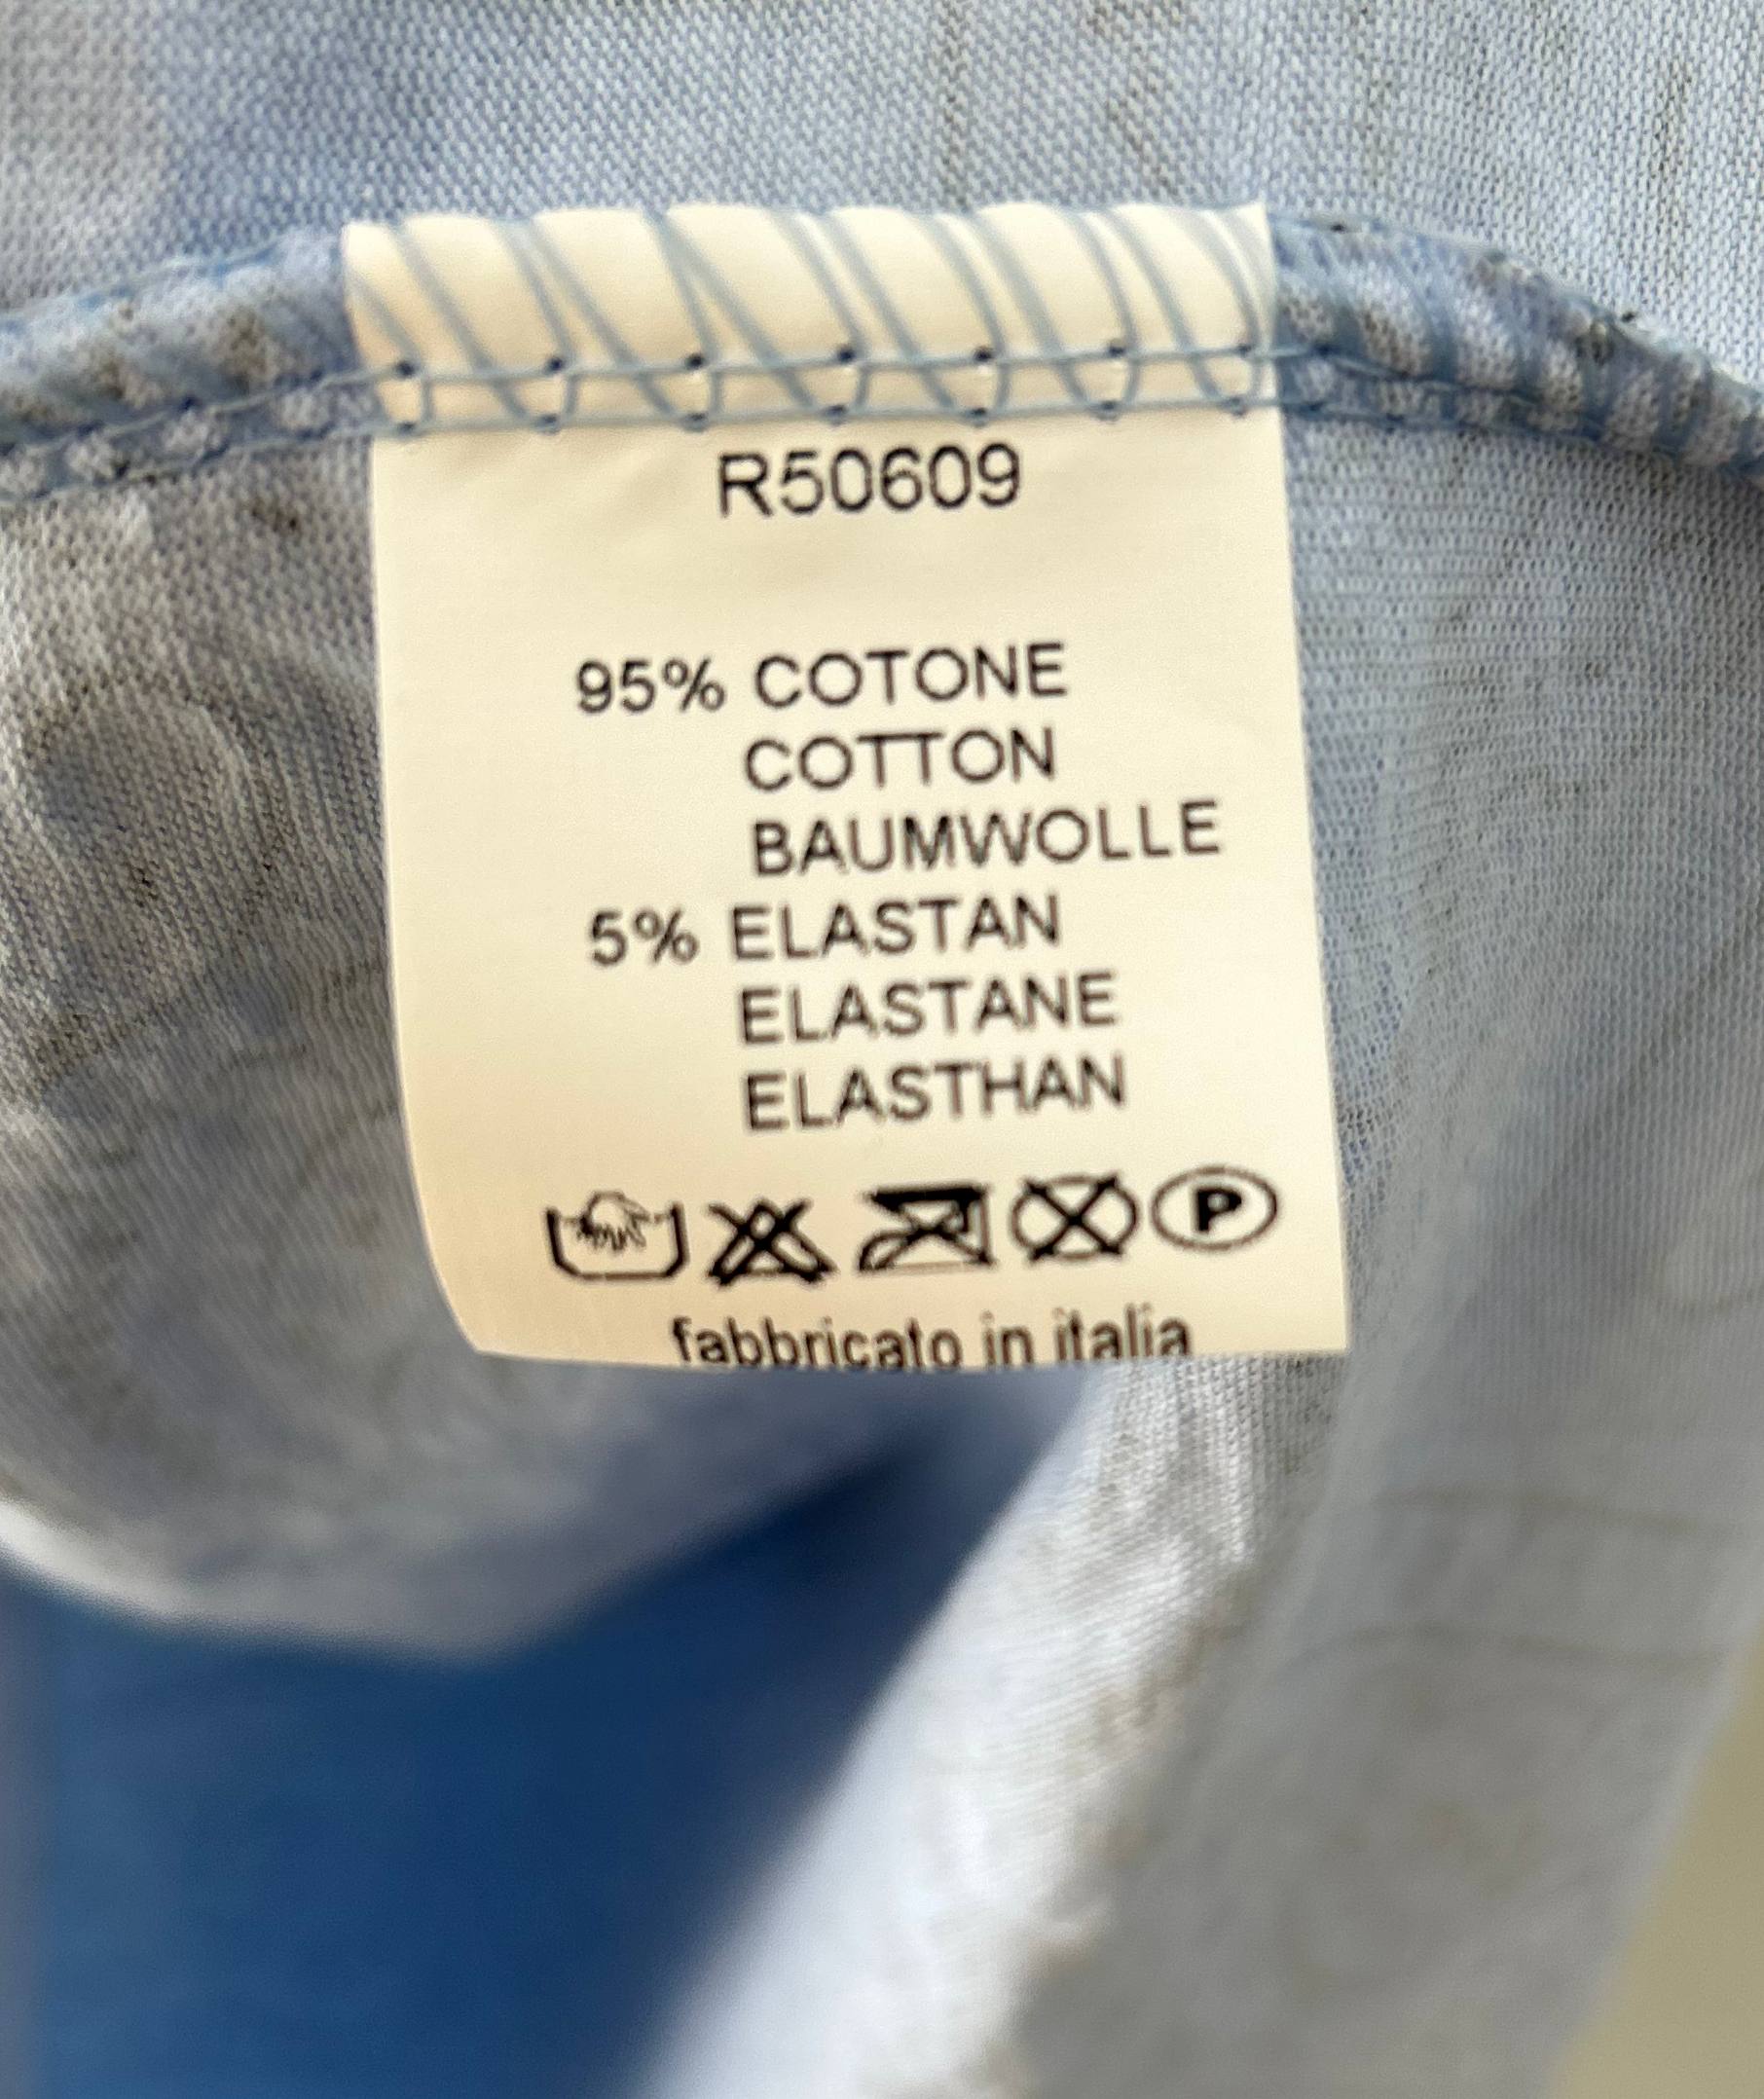 R50609
95% COTONE
COTTON
BAUMWOLLE
5% ELASTAN
ELASTANE
ELASTHAN
P
fabbricato in italia